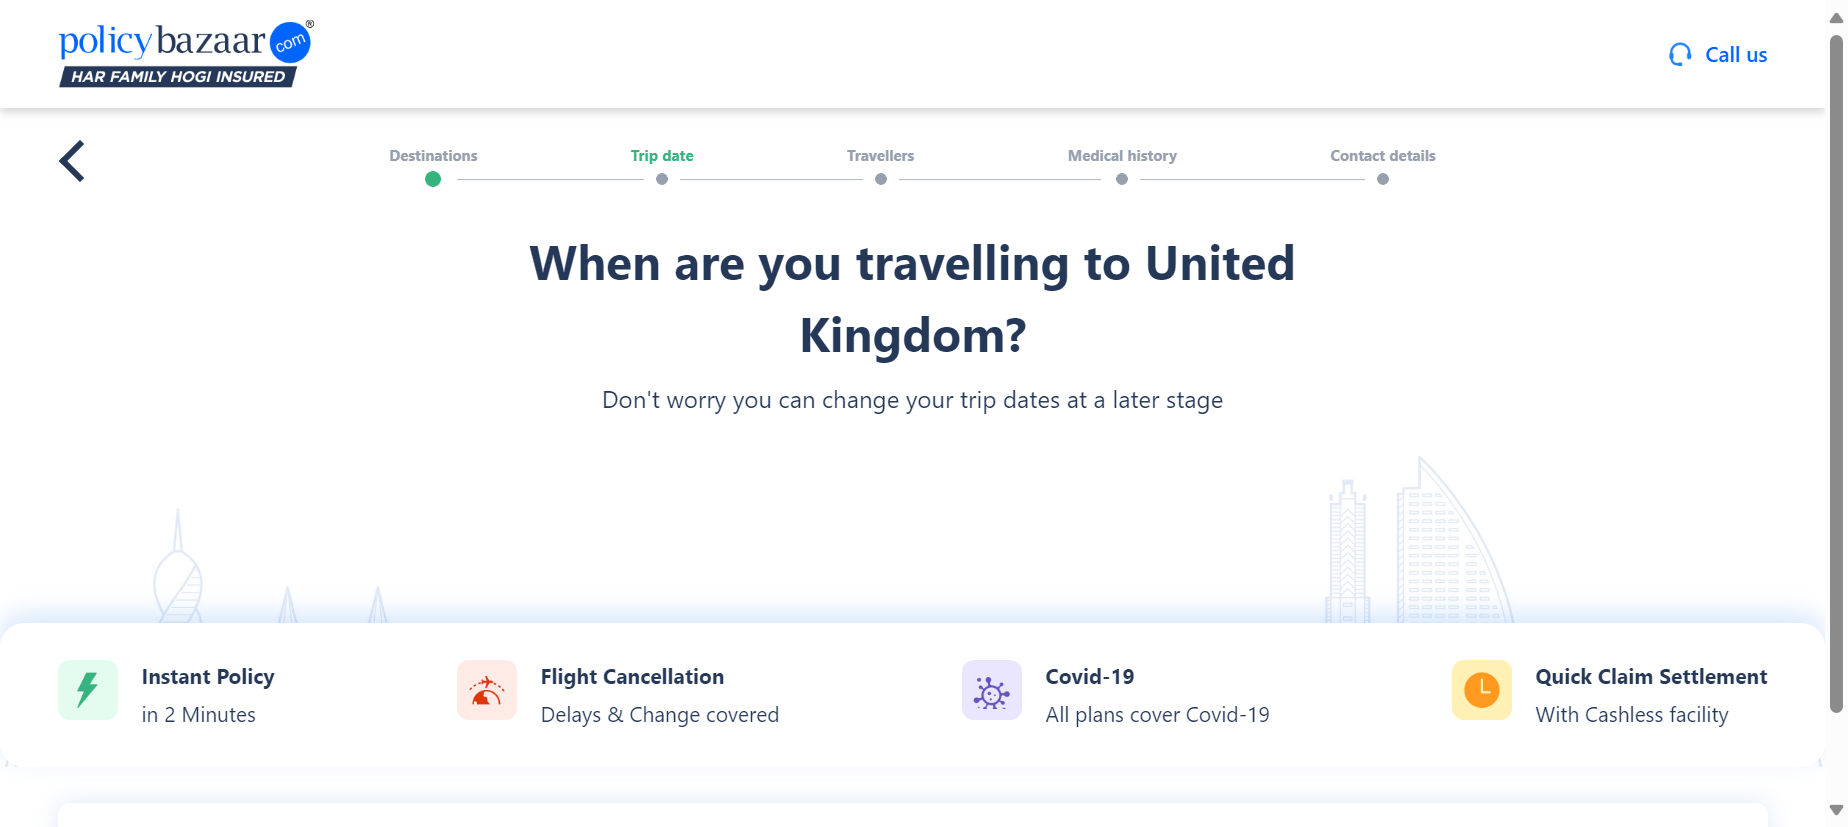 policybazaar com ®
HAR FAMILY HOGI INSURED
Call us
Destinations
Trip date
Travellers
Medical history
Contact details
When are you travelling to United
Kingdom?
Don't worry you can change your trip dates at a later stage
Instant Policy
in 2 Minutes
Flight Cancellation
Delays & Change covered
Covid-19
All plans cover Covid-19
Quick Claim Settlement
With Cashless facility